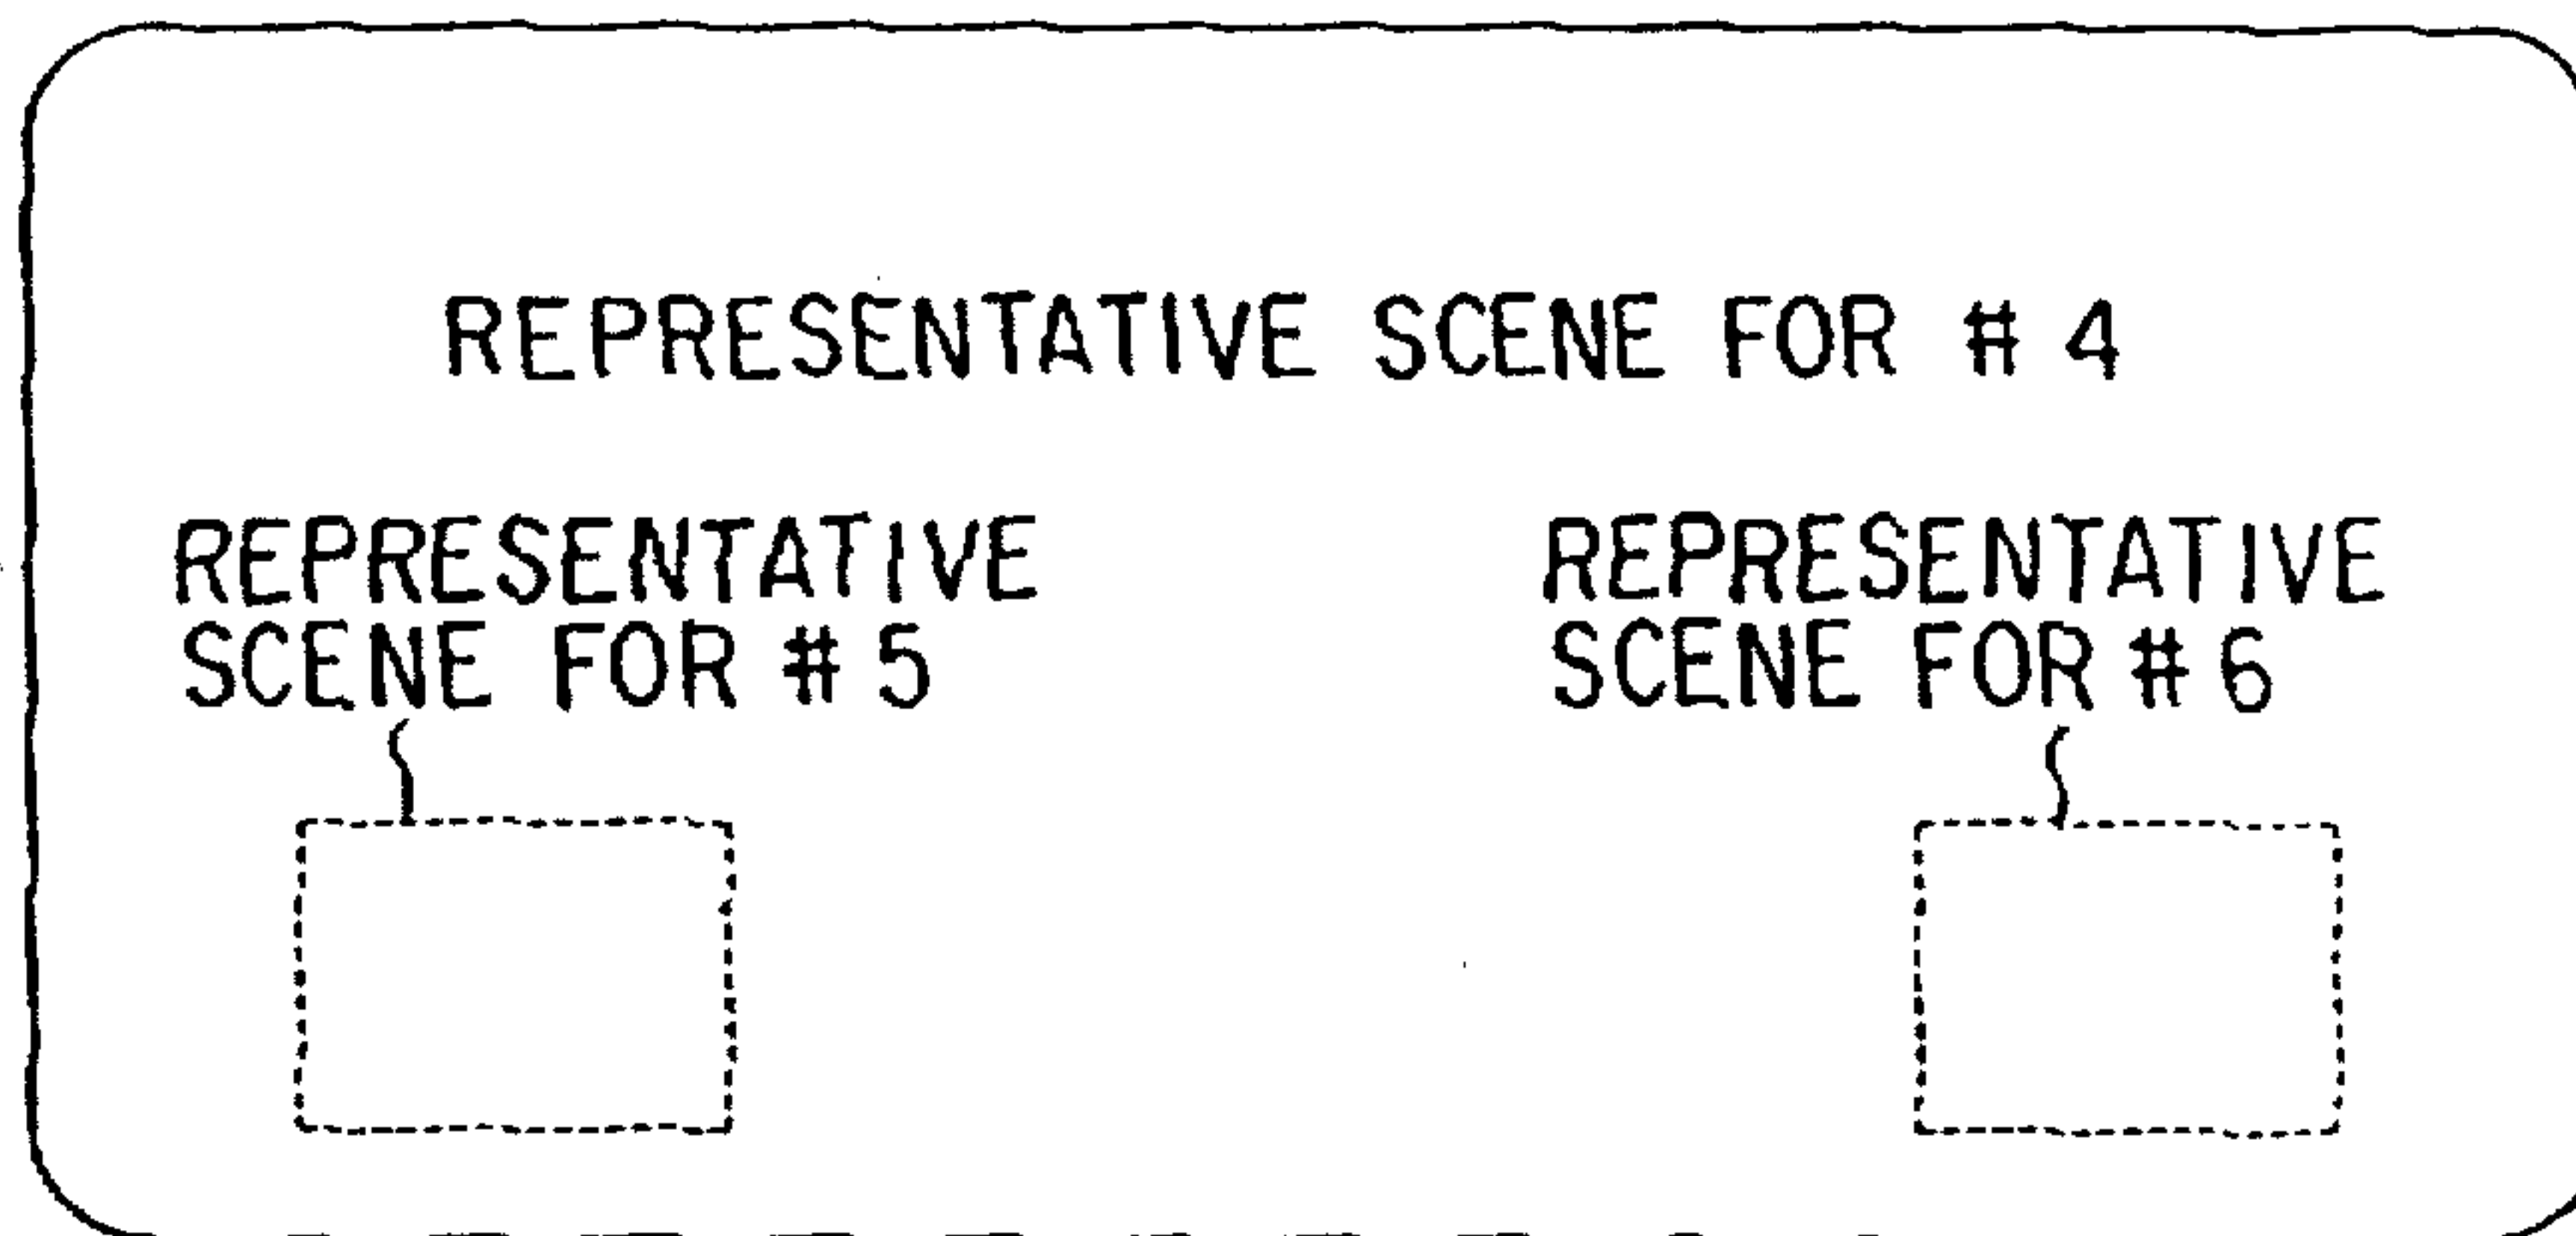 REPRESENTATIVE SCENE FOR # 4
REPRESENTATIVE
SCENE FOR # 5
REPRESENTATIVE
SCENE FOR # 6